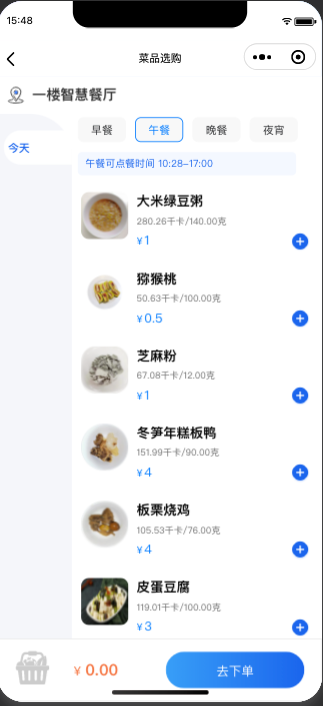 15:48
菜品选购
一楼智慧餐厅
今天
早餐 午餐 晚餐 夜宵
午餐可点餐时间 10:28-17:00
大米绿豆粥
280.26千卡/140.00克
¥1
猕猴桃
50.63千卡/100.00克
¥0.5
芝麻粉
67.08千卡/12.00克
¥1
冬笋年糕板鸭
151.99千卡/90.00克
¥4
板栗烧鸡
105.53千卡/76.00克
¥4
皮蛋豆腐
119.01千卡/100.00克
¥3
¥ 0.00
去下单